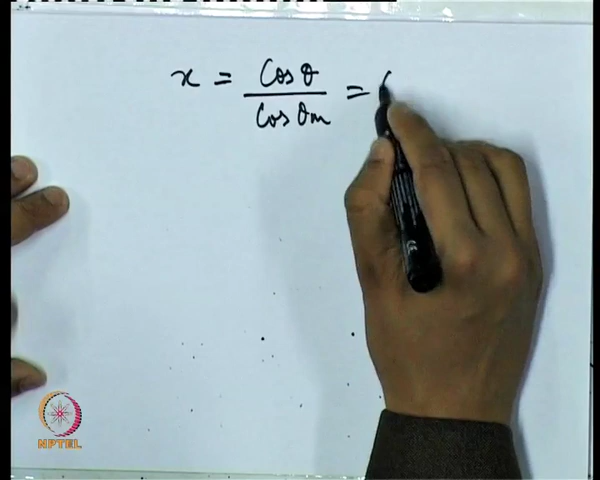 x = cos θ / cos θm =
NPTEL